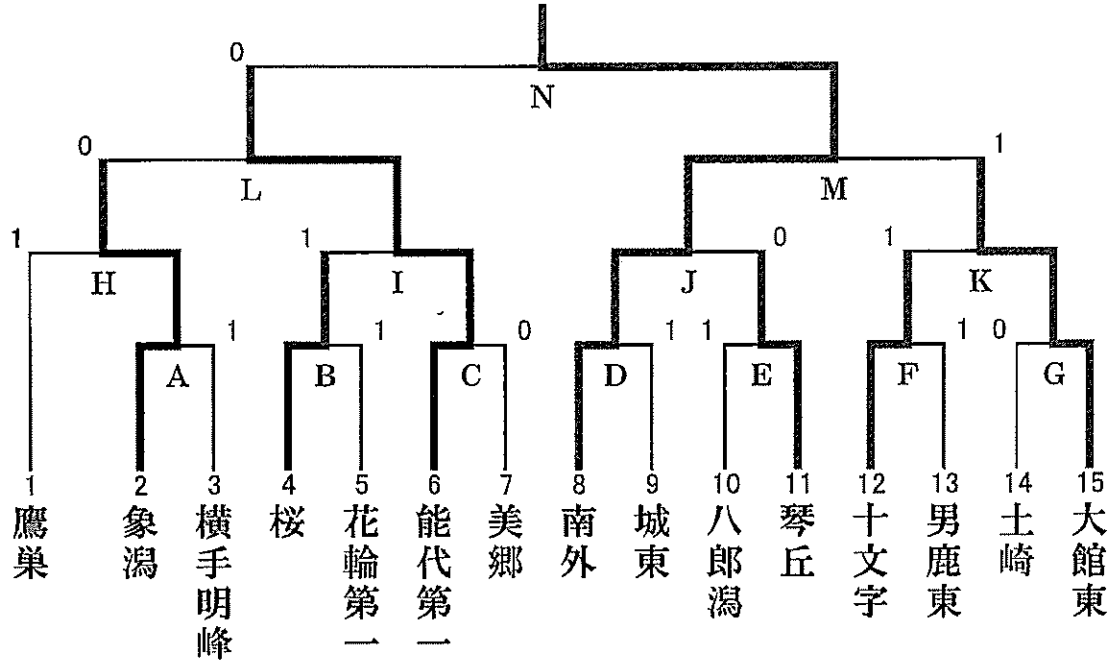 0
N
0
1
L
M
1
1
0
1
H
I
J
K
1
1
0
1
1
1
0
A
B
C
D
E
F
G
1
2
3
4
5
6
7
8
9
10
11
12
13
14
15
鷹巣
象潟
横手明峰
桜
花輪第一
能代第一
美郷
南外
城東
八郎潟
琴丘
十文字
男鹿東
土崎
大館東